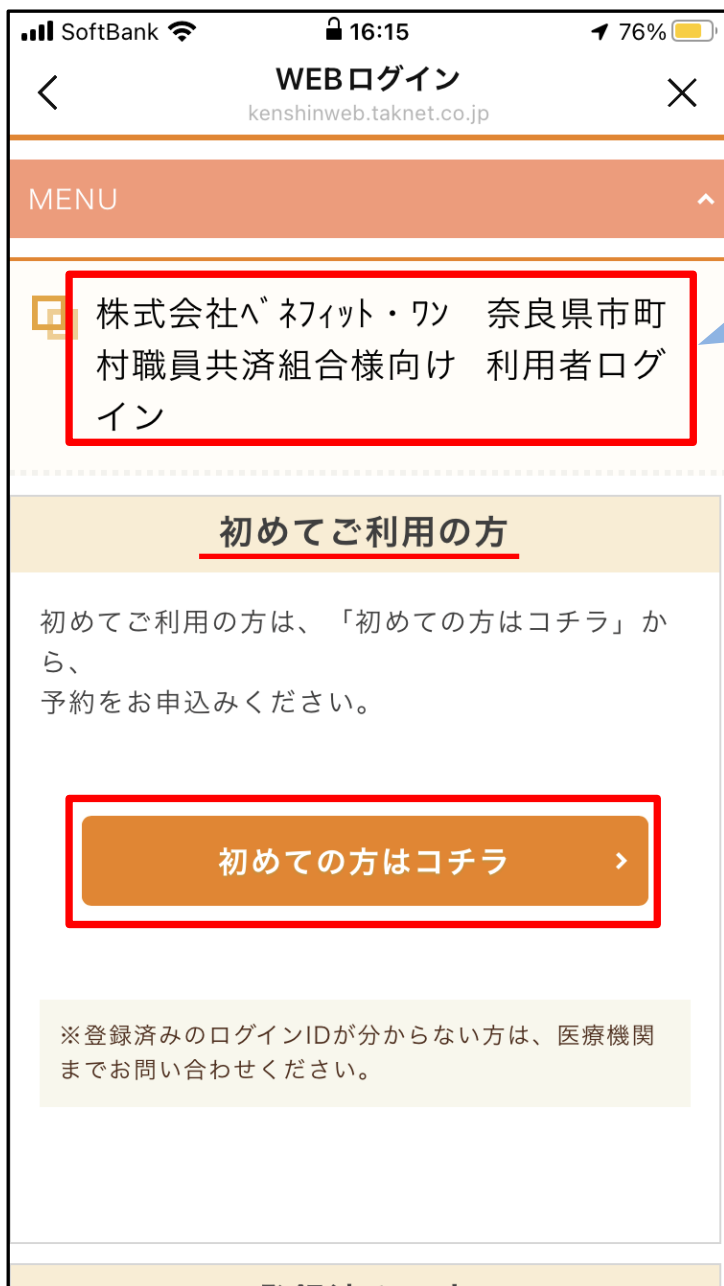 SoftBank 16:15 76%
WEBログイン
kenshinweb.taknet.co.jp
MENU
株式会社ﾍﾞﾈﾌｨｯﾄ・ﾜﾝ　奈良県市町
村職員共済組合様向け　利用者ログ
イン
初めてご利用の方
初めてご利用の方は、「初めての方はコチラ」か
ら、
予約をお申込みください。
初めての方はコチラ
※登録済みのログインIDが分からない方は、医療機関
までお問い合わせください。